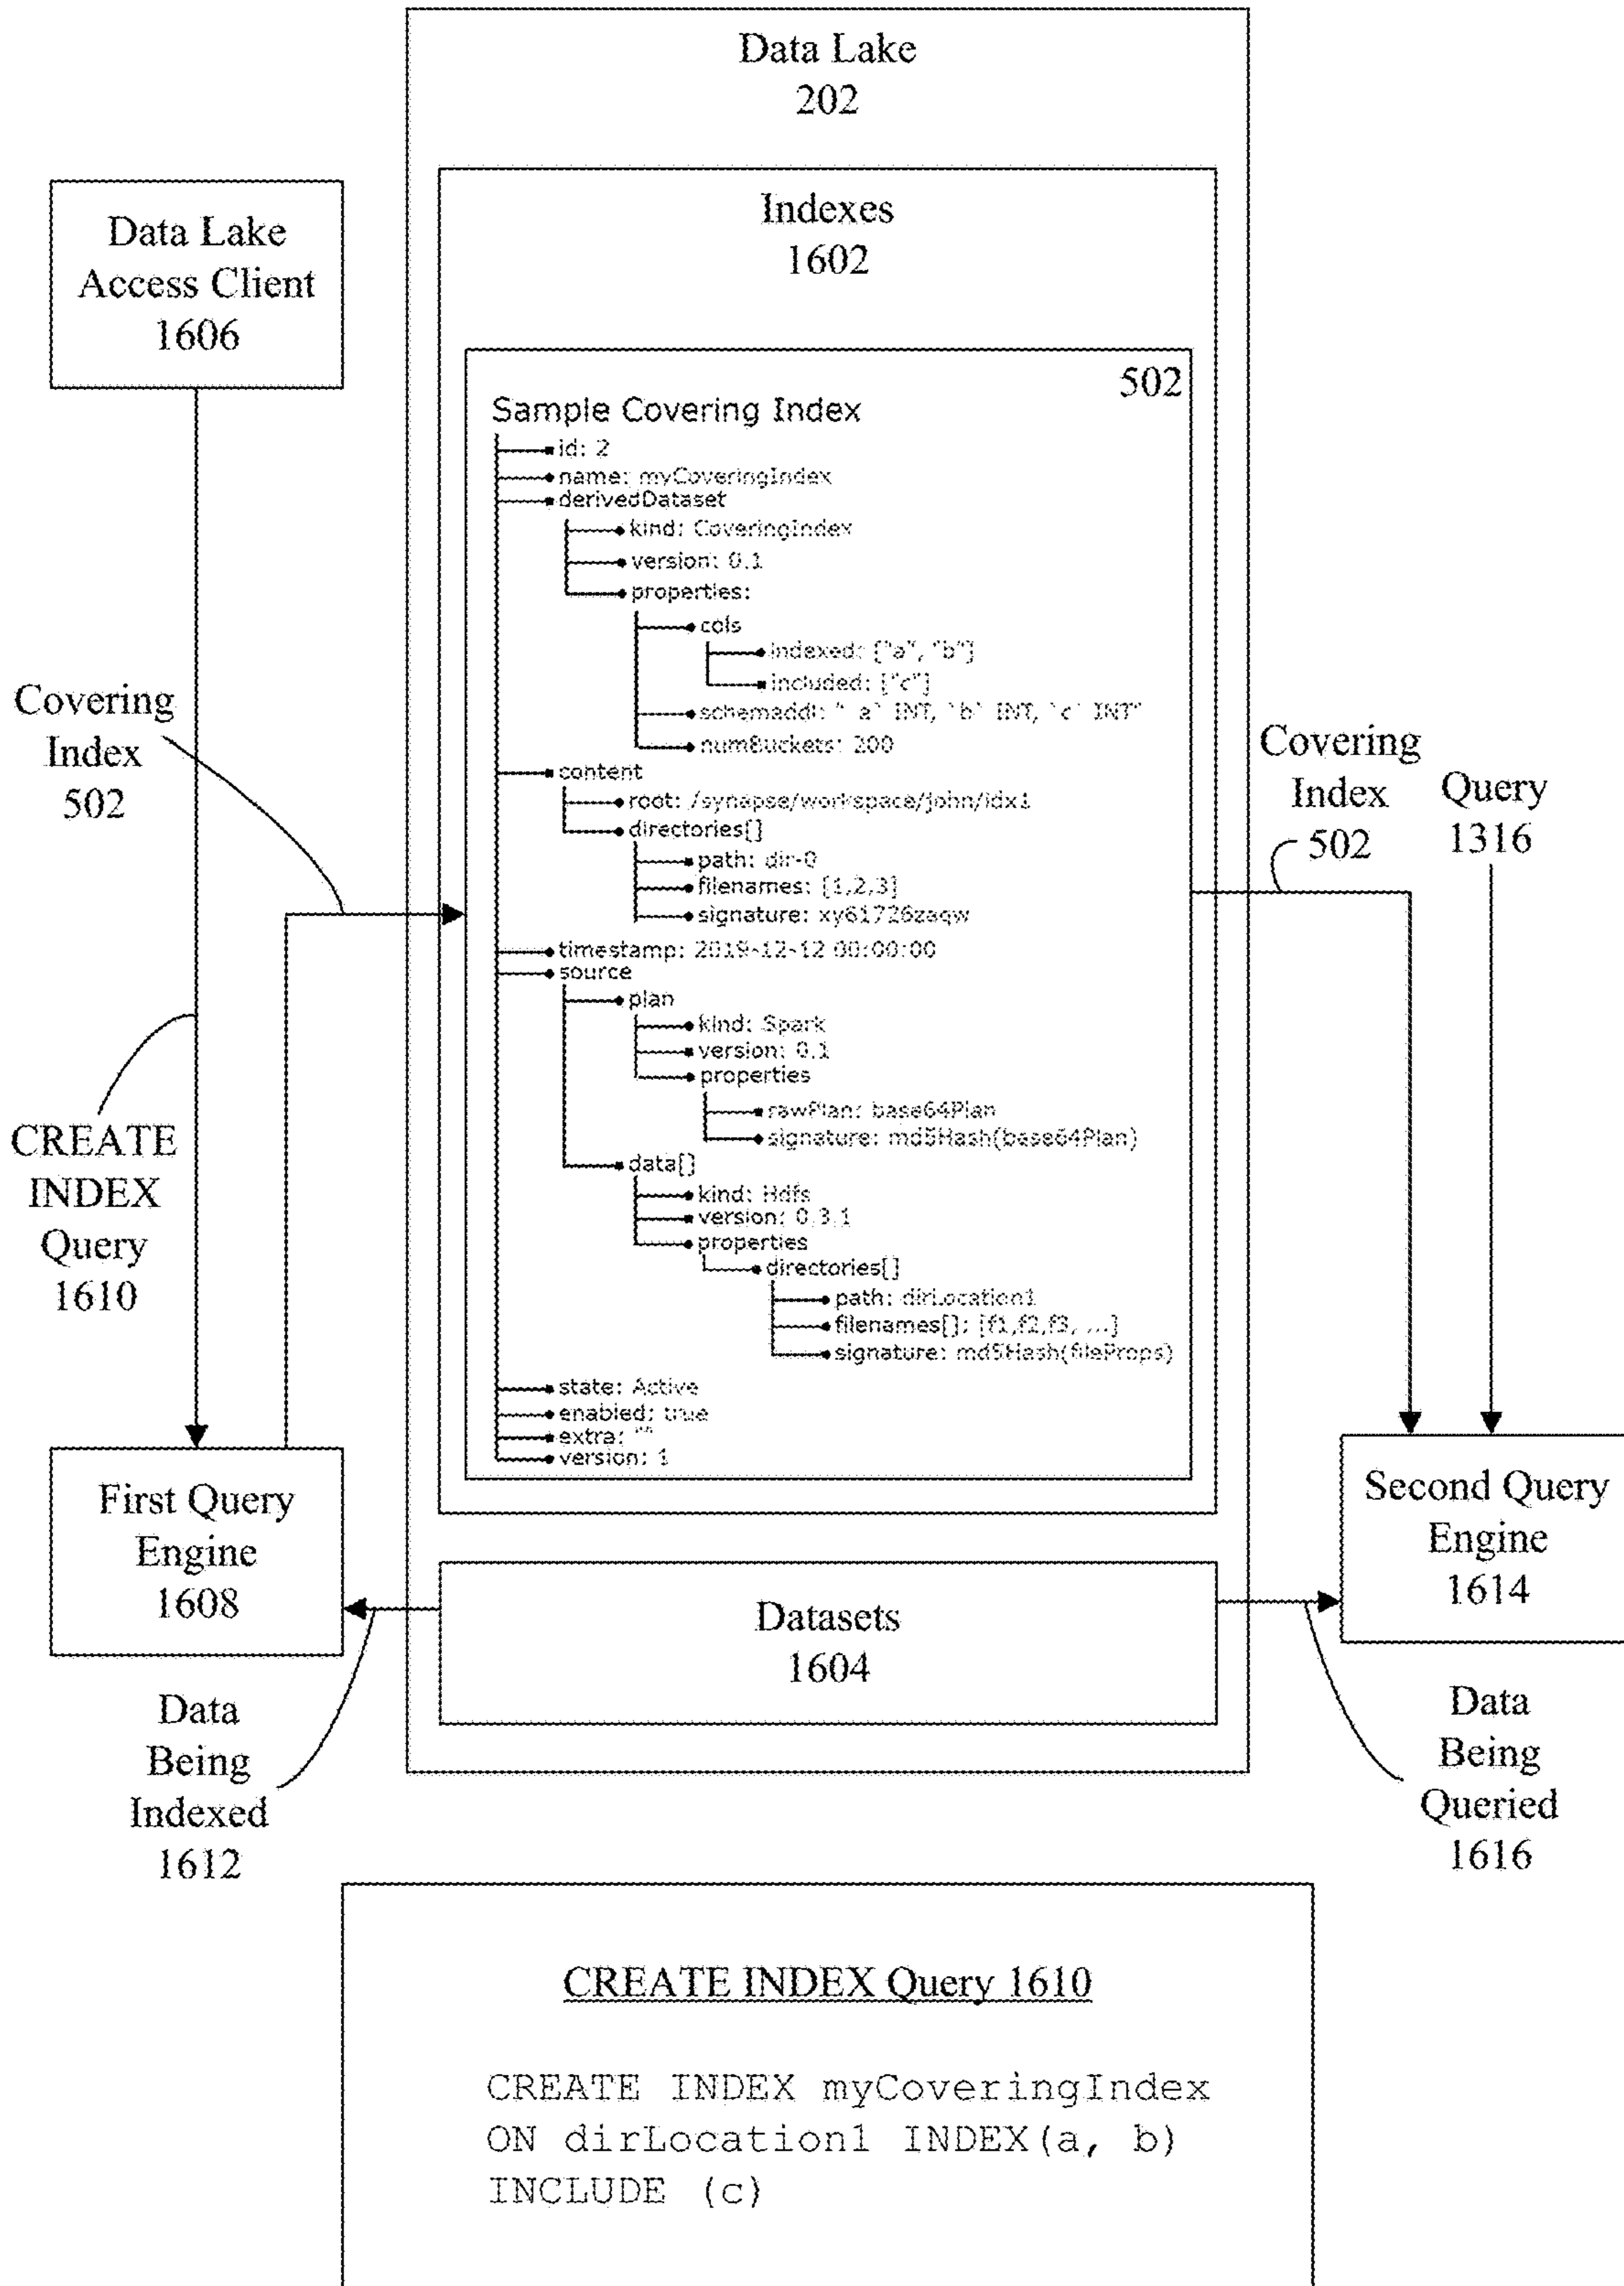 Data Lake
202
Indexes
1602
Data Lake
Access Client
1606
502
Sample Covering Index
id: 2
name: myCoveringIndex
derivedDataset
kind: CoveringIndex
version: 0.1
properties:
cols
indexed: ["a", "b"]
included: ["c"]
schemaddl: "`a` INT, `b` INT, `c` INT"
numBuckets: 200
content
root: /synapse/workspace/john/idx1
directories[]
path: dir-0
filenames: [1,2,3]
signature: xy61726zaqw
timestamp: 2019-12-12 00:00:00
source
plan
kind: Spark
version: 0.1
properties
rawPlan: base64Plan
signature: md5Hash(base64Plan)
data[]
kind: Hdfs
version: 0.3.1
properties
directories[]
path: dirLocation1
filenames[]: [f1,f2,f3, ...]
signature: md5Hash(fileProps)
state: Active
enabled: true
extra: ""
version: 1
Covering
Index
502
CREATE
INDEX
Query
1610
Covering
Index
502
Query
1316
First Query
Engine
1608
Second Query
Engine
1614
Datasets
1604
Data
Being
Indexed
1612
Data
Being
Queried
1616
CREATE INDEX Query 1610
CREATE INDEX myCoveringIndex
ON dirLocation1 INDEX(a, b)
INCLUDE (c)